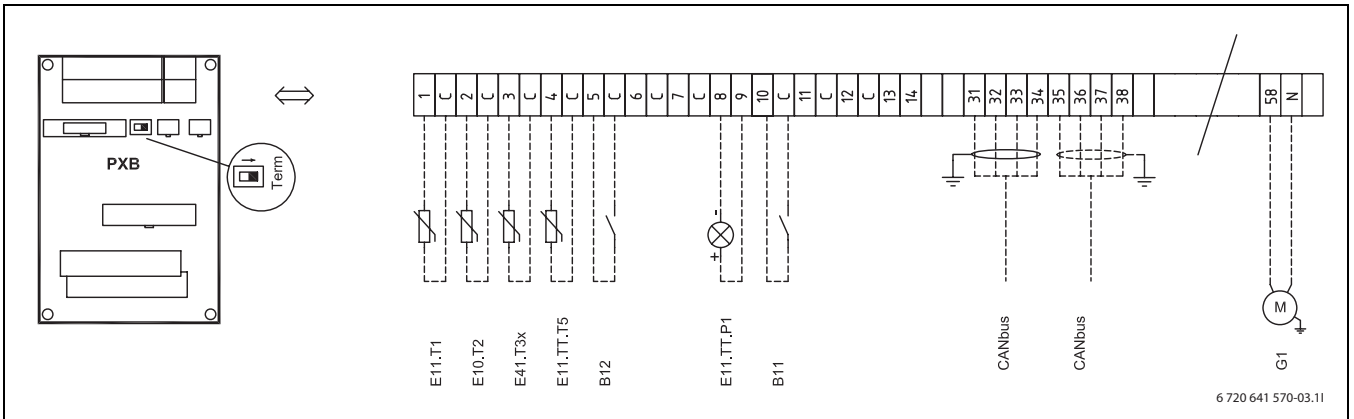 PXB
Term
1 C 2 C 3 C 4 C 5 C 6 C 7 C 8 9 10 C 11 C 12 C 13 14 31 32 33 34 35 36 37 38 58 N
-
+
M
E11.T1
E10.T2
E41.T3x
E11.TT.T5
B12
E11.TT.P1
B11
CANbus
CANbus
G1
6 720 641 570-03.1I